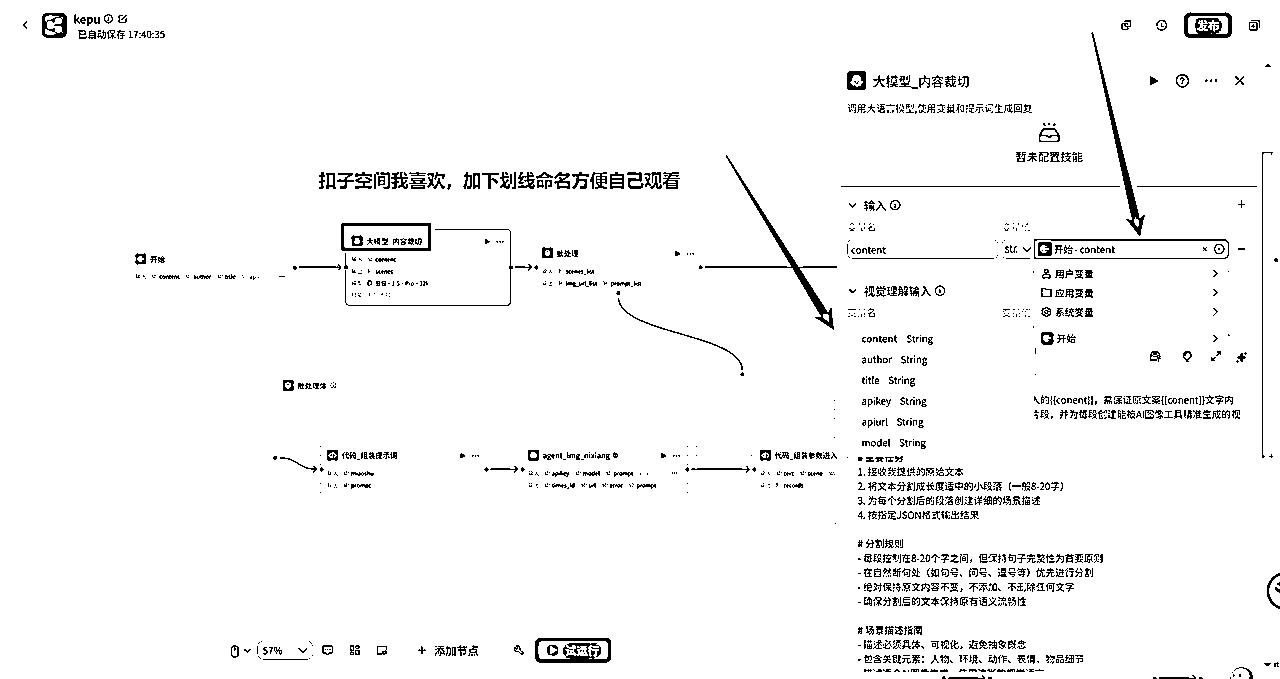 kepu
已自动保存 17:40:35
发布
扣子空间我喜欢，加下划线命名方便自己观看
开始
content author title api
大模型_内容裁切
content
scenes
豆包·1.5·Pro·32k
批处理
scenes_list
img_url_list prompt_list
批处理体
代码_组装提示词
miaoshu
prompt
agent_img_nixiang
apikey model prompt
times_id url error prompt
代码_组装参数进入
text scene
records
57%
添加节点
试运行
大模型_内容裁切
调用大语言模型,使用变量和提示词生成回复
暂未配置技能
输入
变量名 变量值
content str. 开始 - content
用户变量
应用变量
系统变量
开始
视觉理解输入
变量名 变量值
content String
author String
title String
apikey String
apiurl String
model String
入的{{conent}}，需保证原文案{{conent}}文字内
段，并为每段创建能被AI图像工具精准生成的视
# 主要任务
1. 接收我提供的原始文本
2. 将文本分割成长度适中的小段落（一般8-20字）
3. 为每个分割后的段落创建详细的场景描述
4. 按指定JSON格式输出结果
# 分割规则
- 每段控制在8-20个字之间，但保持句子完整性为首要原则
- 在自然断句处（如句号、问号、逗号等）优先进行分割
- 绝对保持原文内容不变，不添加、不删除任何文字
- 确保分割后的文本保持原有语义流畅性
# 场景描述指南
- 描述必须具体、可视化，避免抽象概念
- 包含关键元素：人物、环境、动作、表情、物品细节